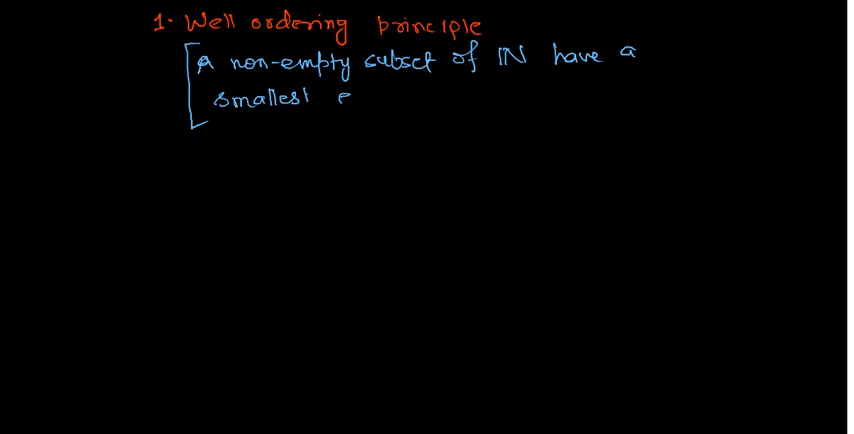 1. Well ordering principle
A non-empty subset of ℕ have a
smallest e